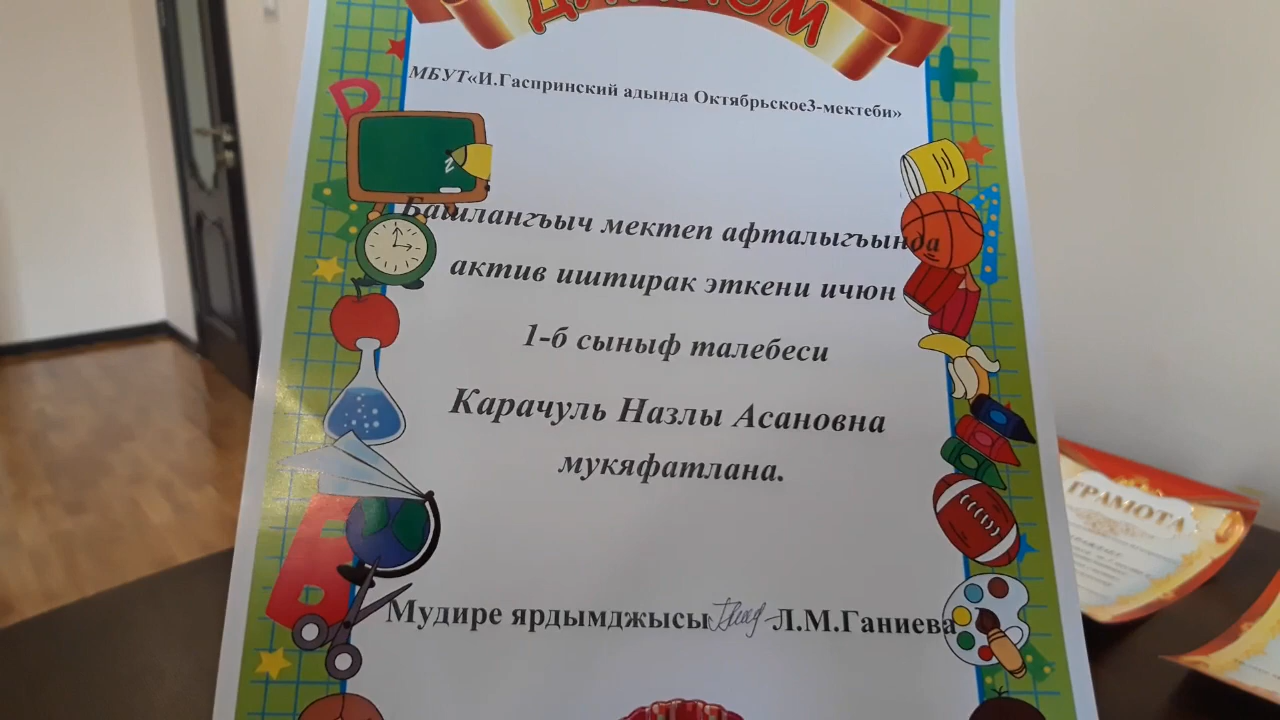 ДИПЛОМ
МБУТ«И.Гаспринский адында Октябрьское3-мектеби»
Башлангъыч мектеп афталыгъында
актив иштирак эткени ичюн
1-б сыныф талебеси
Карачуль Назлы Асановна
мукяфатлана.
Мудире ярдымджысы Л.М.Ганиева
ГРАМОТА